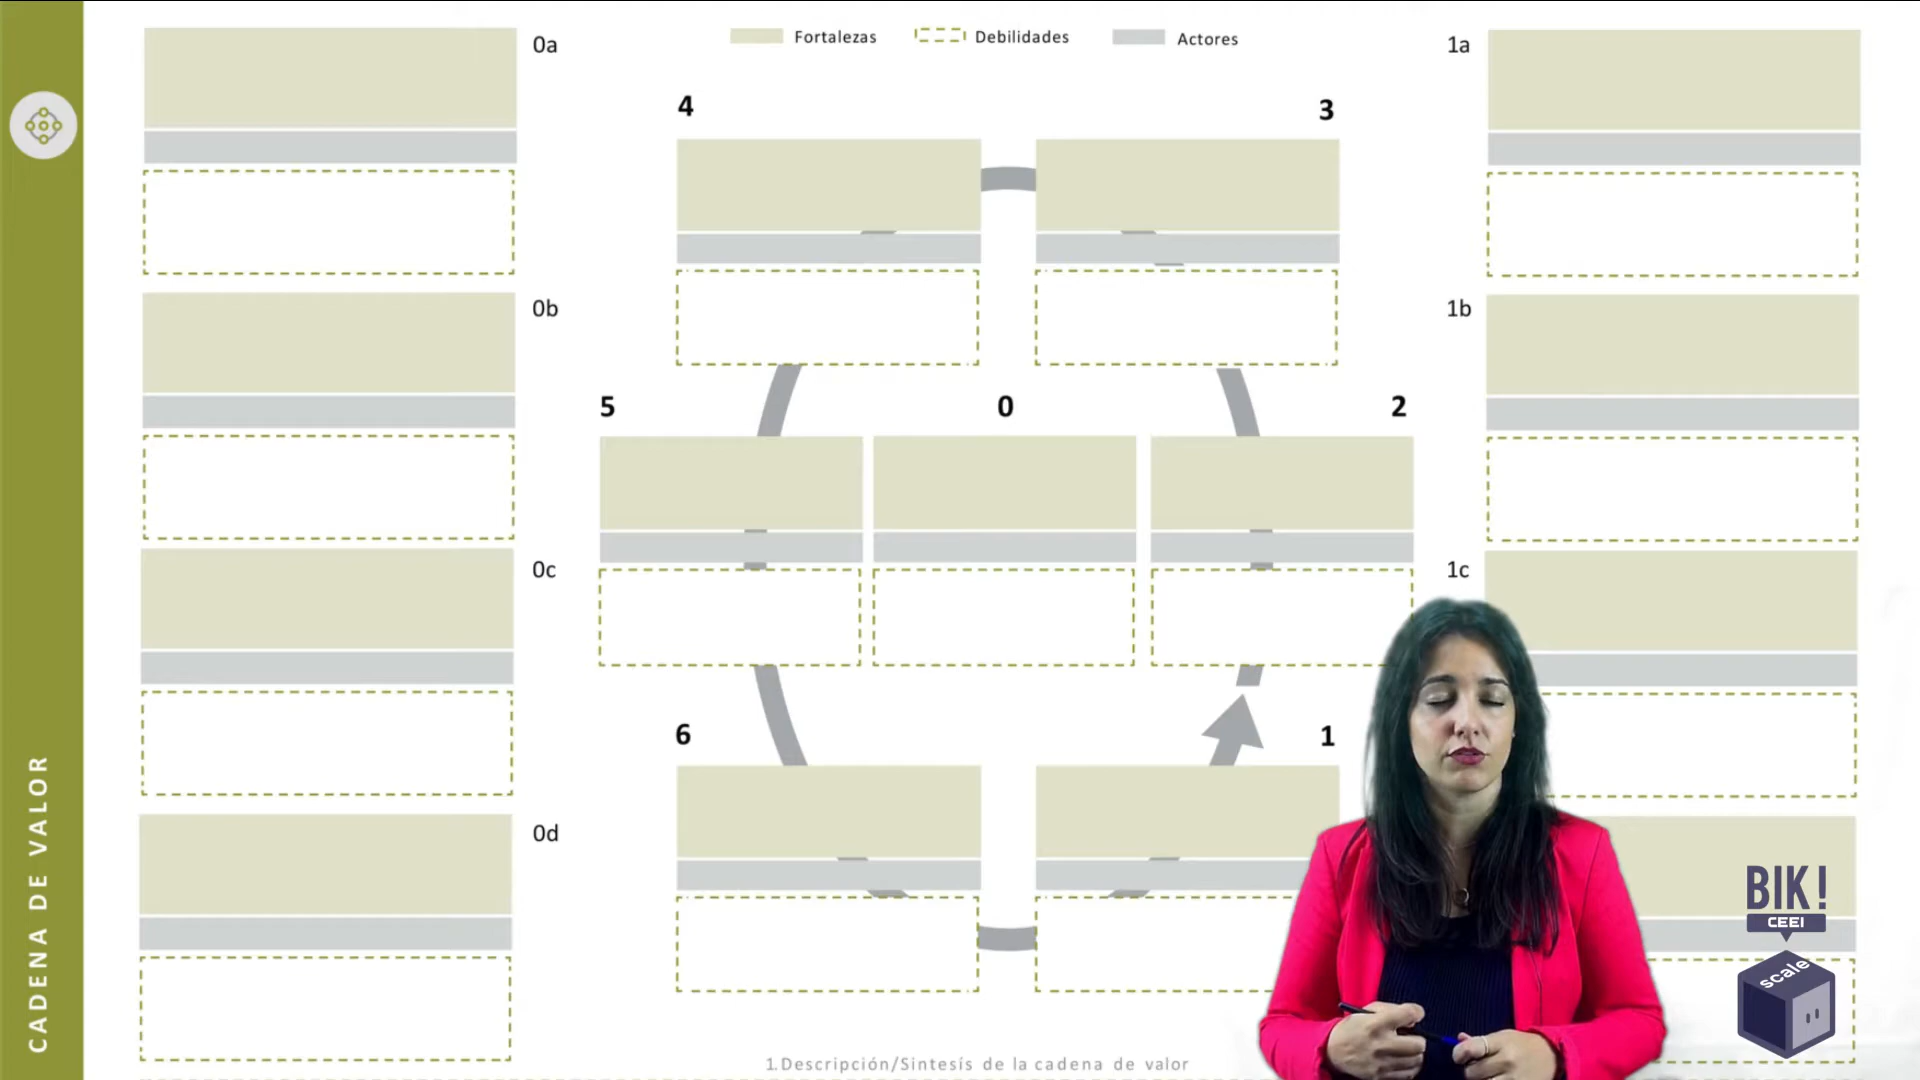 Fortalezas
Debilidades
Actores
0a
1a
4
3
0b
1b
5
0
2
0c
1c
6
1
0d
CADENA DE VALOR
BIK!
CEEI
scale
1.Descripción/Sintesís de la cadena de valor